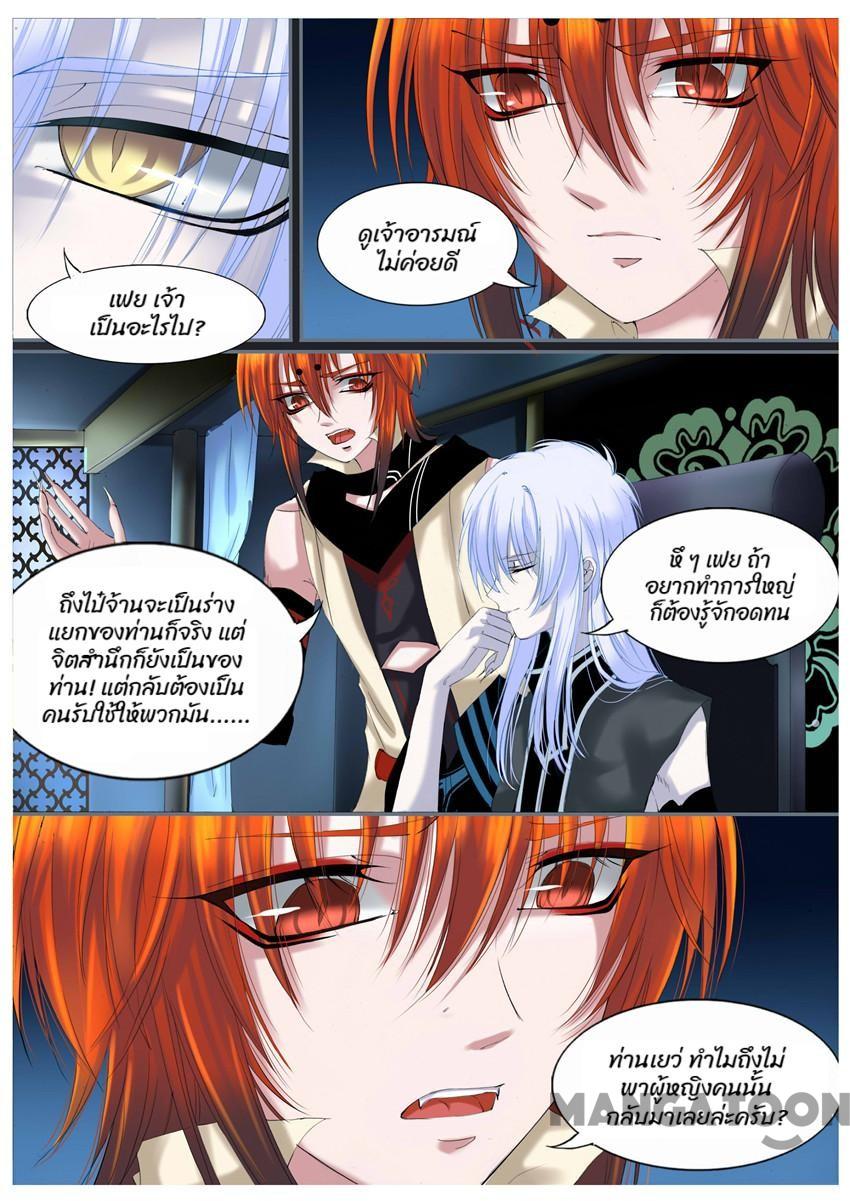 เฟย เจ้า
เป็นอะไรไป?
ดูเจ้าอารมณ์
ไม่ค่อยดี
ถึงไป๋จ้านจะเป็นร่าง
แยกของท่านก็จริง แต่
จิตสำนึกก็ยังเป็นของ
ท่าน! แต่กลับต้องเป็น
คนรับใช้ให้พวกมัน......
หึ ๆ เฟย ถ้า
อยากทำการใหญ่
ก็ต้องรู้จักอดทน
ท่านเยว่ ทำไมถึงไม่
พาผู้หญิงคนนั้น
กลับมาเลยล่ะครับ?
MANGATOON